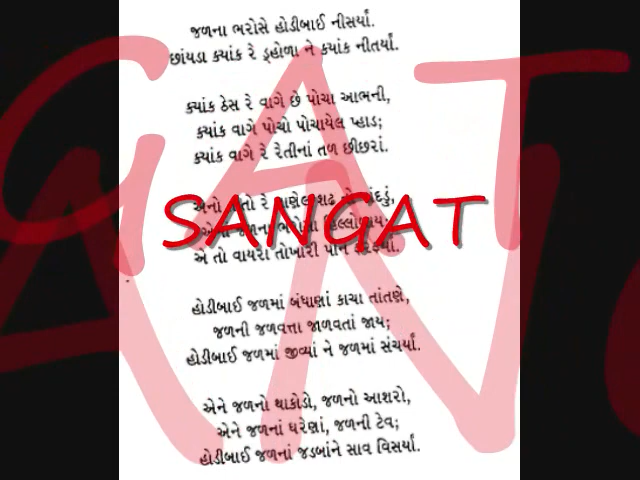 જળના ભરોસે હોડીબાઈ નીસર્યાં.
છાંયડા ક્યાંક રે ડ્હોળા ને ક્યાંક નીતર્યાં.
ક્યાંક ઠેસ રે વાગે છે પોચા આભની,
ક્યાંક વાગે પોચો પોચાયેલ પ્હાડ;
ક્યાંક વાગે રે રેતીનાં તળ છીછરાં.
SANGAT
એ તો વાયરા તોખારી પાન
હોડીબાઈ જળમાં બંધાણાં કાચા તાંતણે,
જળની જળવત્તા જાળવતાં જાય;
હોડીબાઈ જળમાં જીવ્યાં ને જળમાં સંચર્યાં.
એને જળનો થાકોડો, જળનો આશરો,
એને જળનાં ઘરેણાં, જળની ટેવ;
હોડીબાઈ જળનાં જડબાંને સાવ વિસર્યાં.